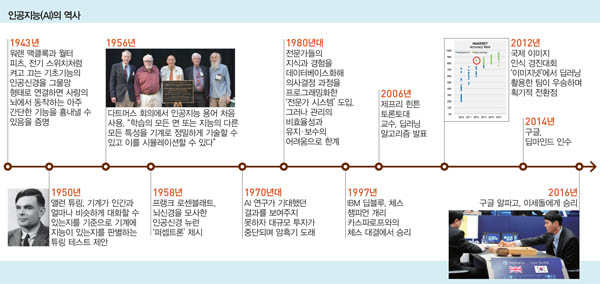 인공지능(AI)의 역사
1943년
워렌 맥클록과 월터
피츠, 전기 스위치처럼
켜고 끄는 기초기능의
인공신경을 그물망
형태로 연결하면 사람의
뇌에서 동작하는 아주
간단한 기능을 흉내낼 수
있음을 증명
1956년
다트머스 회의에서 인공지능 용어 처음
사용, “학습의 모든 면 또는 지능의 다른
모든 특성을 기계로 정밀하게 기술할 수
있고 이를 시뮬레이션할 수 있다”
1980년대
전문가들의
지식과 경험을
데이터베이스화해
의사결정 과정을
프로그래밍화한
‘전문가 시스템’ 도입.
그러나 관리의
비효율성과
유지·보수의
어려움으로 한계
2006년
제프리 힌튼
토론토대
교수, 딥러닝
알고리즘 발표
IMAGENET
Accuracy Rate
2012년
국제 이미지
인식 경진대회
‘이미지넷’에서 딥러닝
활용한 팀이 우승하며
획기적 전환점
2014년
구글,
딥마인드 인수
1950년
앨런 튜링, 기계가 인간과
얼마나 비슷하게 대화할 수
있는지를 기준으로 기계에
지능이 있는지를 판별하는
튜링 테스트 제안
1958년
프랭크 로센블래트,
뇌신경을 모사한
인공신경 뉴런
‘퍼셉트론’ 제시
1970년대
AI 연구가 기대했던
결과를 보여주지
못하자 대규모 투자가
중단되며 암흑기 도래
1997년
IBM 딥블루, 체스
챔피언 개리
카스파로프와의
체스 대결에서 승리
2016년
구글 알파고, 이세돌에게 승리